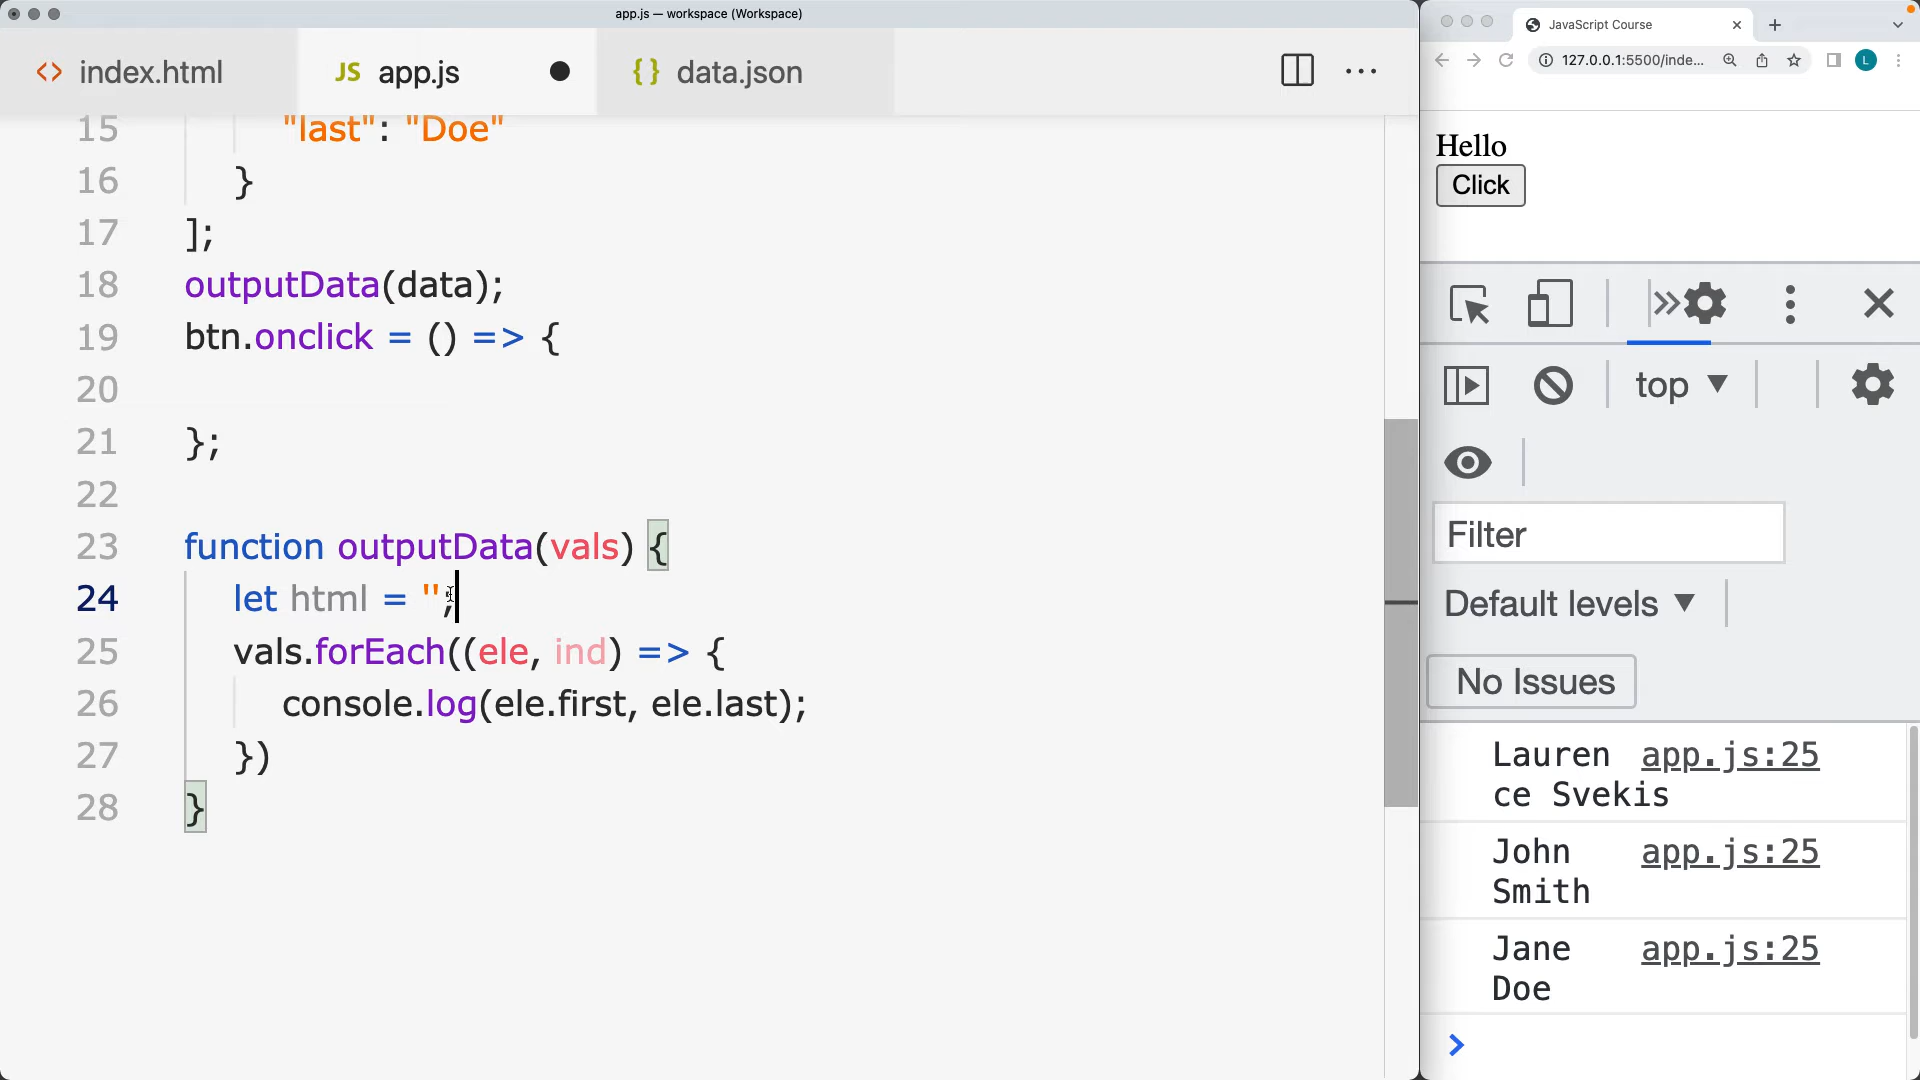 app.js — workspace (Workspace)
<> index.html
JS app.js
{} data.json
15 "last": "Doe"
16 }
17 ];
18 outputData(data);
19 btn.onclick = () => {
20
21 };
22
23 function outputData(vals) {
24 let html = '';
25 vals.forEach((ele, ind) => {
26 console.log(ele.first, ele.last);
27 })
28 }
JavaScript Course
127.0.0.1:5500/inde...
L
Hello
Click
top
Filter
Default levels
No Issues
Lauren app.js:25
ce Svekis
John app.js:25
Smith
Jane app.js:25
Doe